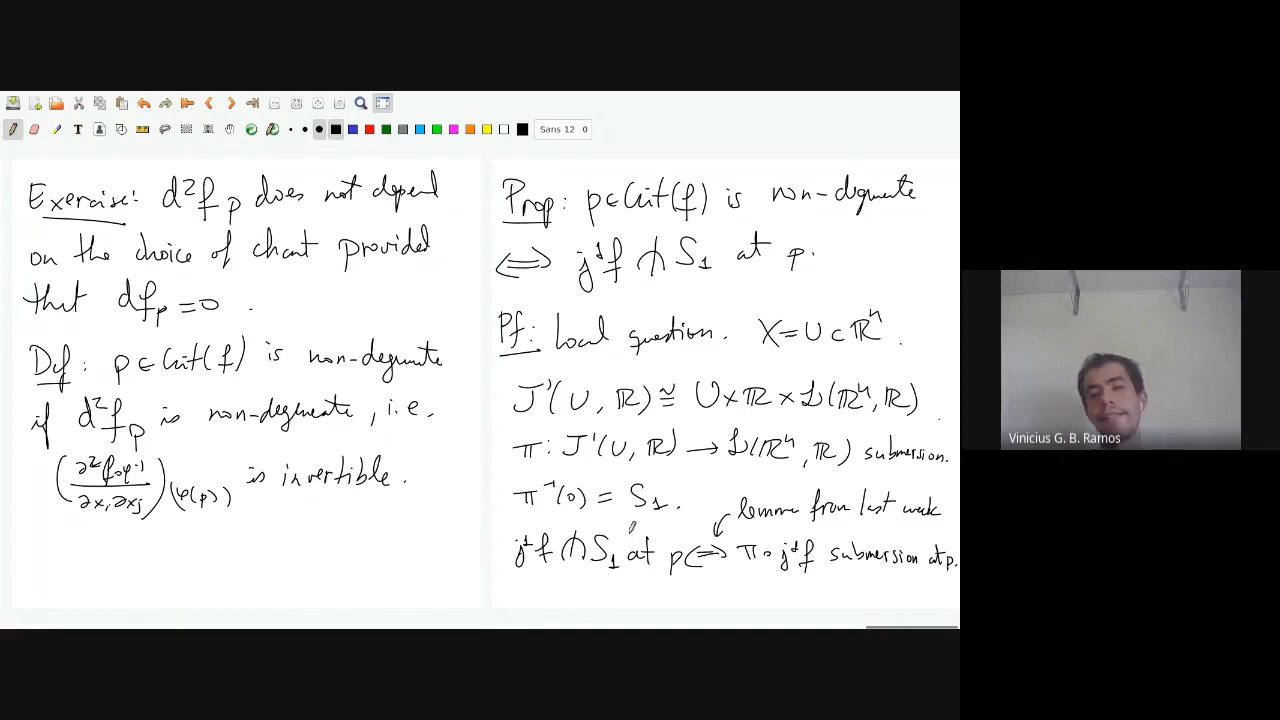 Sans 12 0
Exercise: d²f_p does not depend
on the choice of chart provided
that df_p = 0.
Def: p ∈ Crit(f) is non-degenerate
if d²f_p is non-degenerate, i.e.
(∂²f∘φ⁻¹ / ∂x_i∂x_j)(φ(p)) is invertible.
Prop: p ∈ Crit(f) is non-degenerate
⟺ j¹f ⋔ S₁ at p.
Pf: Local question. X = U ⊂ ℝⁿ.
J¹(U, ℝ) ≅ U × ℝ × L(ℝⁿ, ℝ).
π: J¹(U, ℝ) → L(ℝⁿ, ℝ) submersion.
π⁻¹(0) = S₁.
lemma from last week
j¹f ⋔ S₁ at p ⟺ π∘j¹f submersion at p.
Vinicius G. B. Ramos